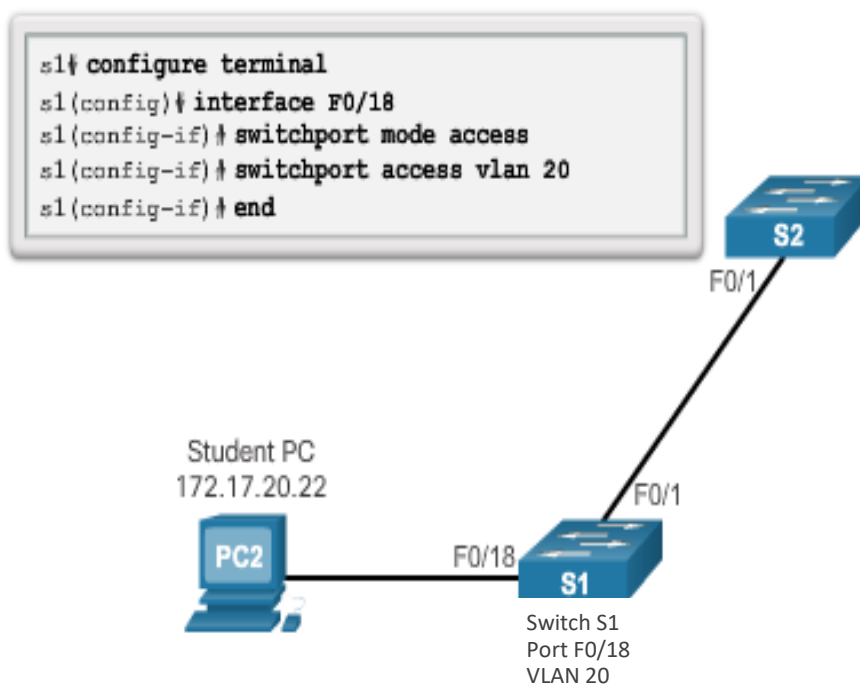 s1# configure terminal
s1(config)# interface F0/18
s1(config-if)# switchport mode access
s1(config-if)# switchport access vlan 20
s1(config-if)# end
S2
F0/1
Student PC
172.17.20.22
F0/1
PC2
F0/18
S1
Switch S1
Port F0/18
VLAN 20